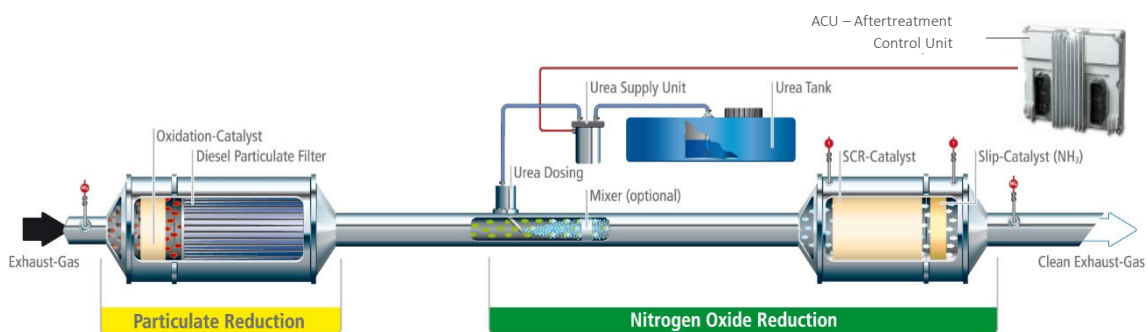 ACU – Aftertreatment
Control Unit
Urea Supply Unit
Urea Tank
Oxidation-Catalyst
Diesel Particulate Filter
Urea Dosing
Mixer (optional)
SCR-Catalyst
Slip-Catalyst (NH₃)
Exhaust-Gas
Clean Exhaust-Gas
Particulate Reduction
Nitrogen Oxide Reduction